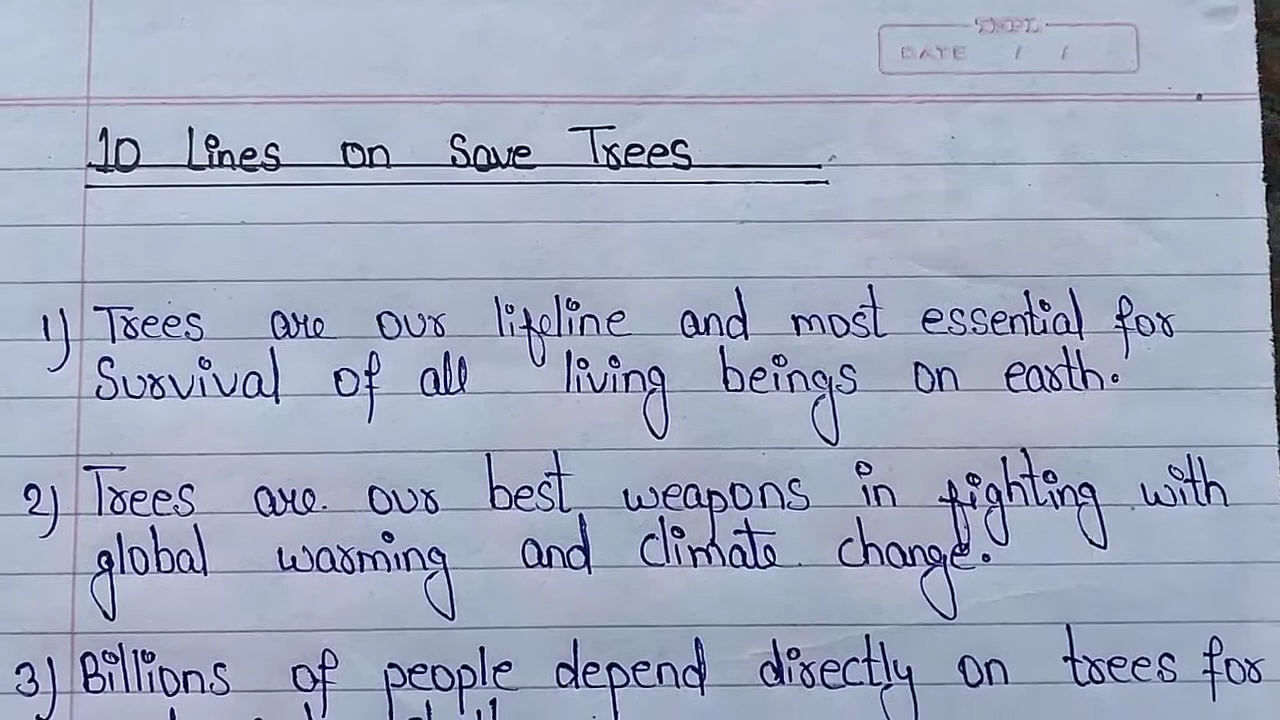 SNPL
DATE / /
10 Lines on Save Trees
1) Trees are our lifeline and most essential for
Survival of all living beings on earth.
2) Trees are our best weapons in fighting with
global warming and climate change.
3) Billions of people depend directly on trees for